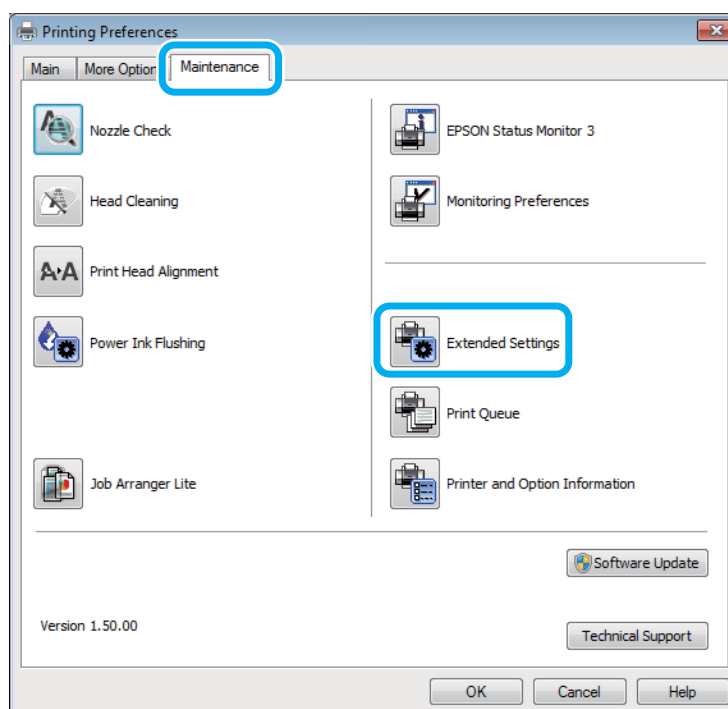 Printing Preferences
Main
More Option
Maintenance
Nozzle Check
EPSON Status Monitor 3
Head Cleaning
Monitoring Preferences
A·A
Print Head Alignment
Power Ink Flushing
Extended Settings
Print Queue
Job Arranger Lite
Printer and Option Information
Software Update
Version 1.50.00
Technical Support
OK
Cancel
Help